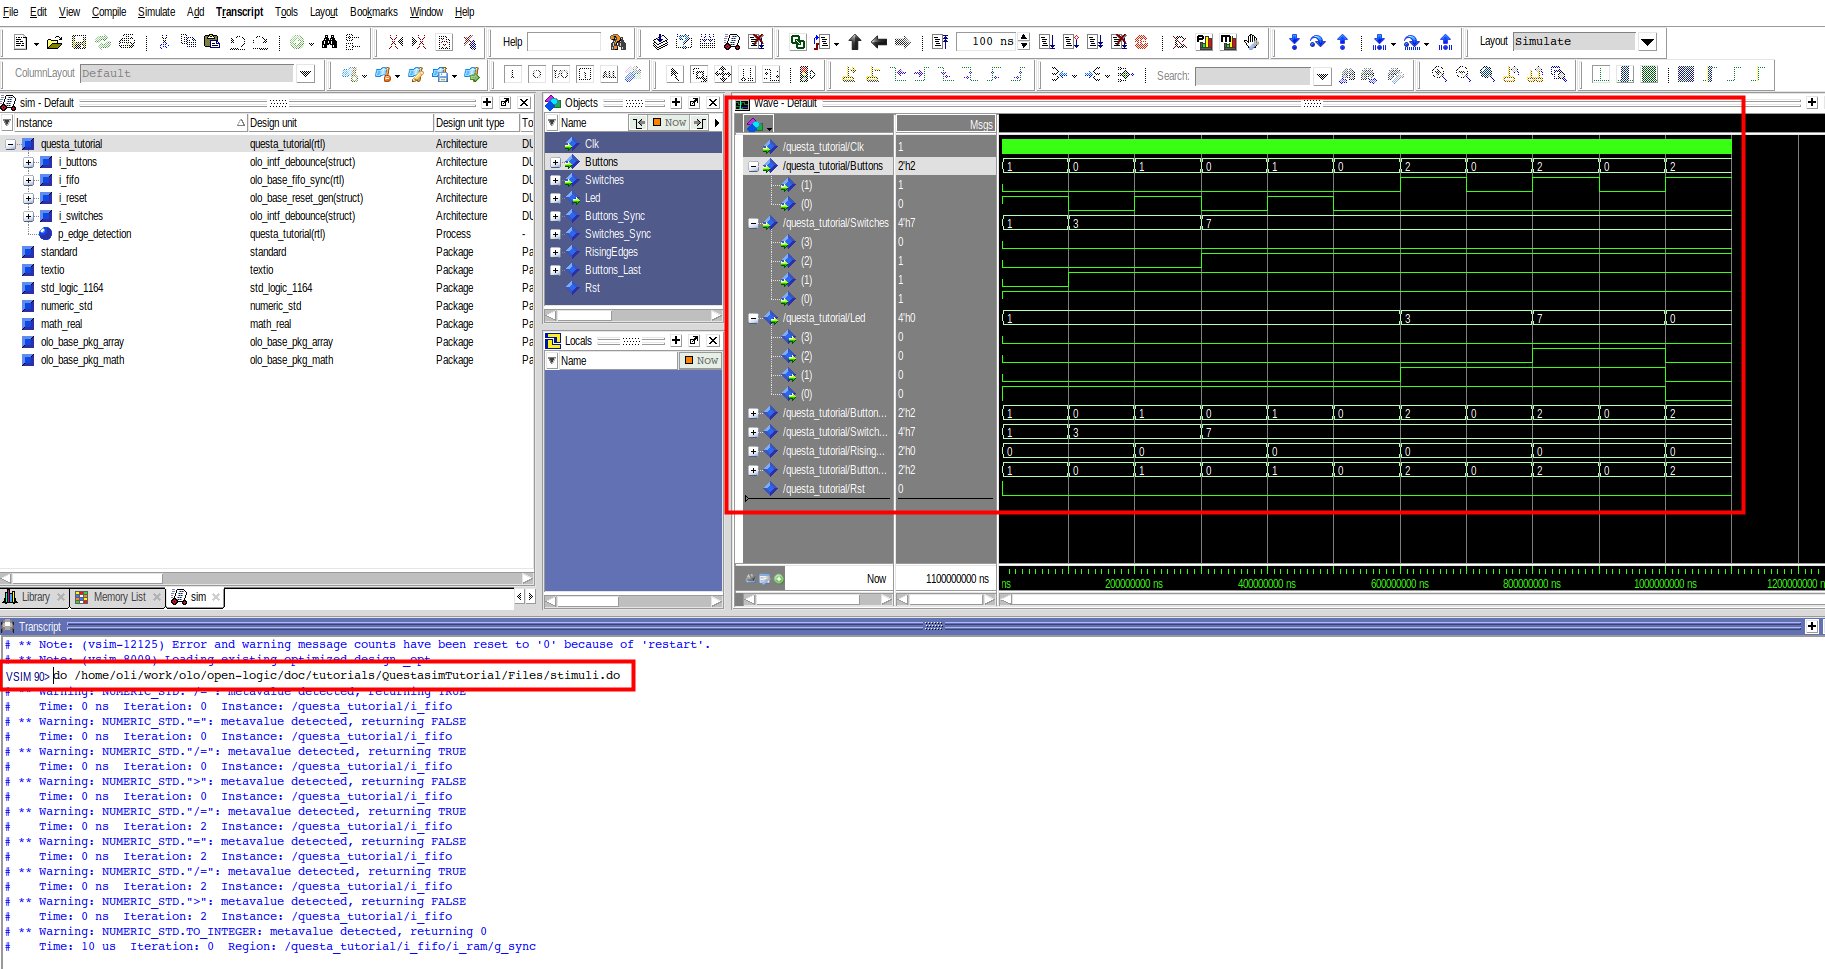 File Edit View Compile Simulate Add Transcript Tools Layout Bookmarks Window Help
Help 100 ns Layout Simulate
ColumnLayout Default Search:
sim - Default
Instance Design unit Design unit type To
questa_tutorial questa_tutorial(rtl) Architecture DU
i_buttons olo_intf_debounce(struct) Architecture DU
i_fifo olo_base_fifo_sync(rtl) Architecture DU
i_reset olo_base_reset_gen(struct) Architecture DU
i_switches olo_intf_debounce(struct) Architecture DU
p_edge_detection questa_tutorial(rtl) Process -
standard standard Package Pa
textio textio Package Pa
std_logic_1164 std_logic_1164 Package Pa
numeric_std numeric_std Package Pa
math_real math_real Package Pa
olo_base_pkg_array olo_base_pkg_array Package Pa
olo_base_pkg_math olo_base_pkg_math Package Pa
Library Memory List sim
Objects
Name Now
Clk
Buttons
Switches
Led
Buttons_Sync
Switches_Sync
RisingEdges
Buttons_Last
Rst
Locals
Name Now
Wave - Default
Msgs
/questa_tutorial/Clk 1
/questa_tutorial/Buttons 2'h2 1 0 1 0 1 0 2 0 2 0 2
(1) 1
(0) 0
/questa_tutorial/Switches 4'h7 1 3 7
(3) 0
(2) 1
(1) 1
(0) 1
/questa_tutorial/Led 4'h0 1 3 7 0
(3) 0
(2) 0
(1) 0
(0) 0
/questa_tutorial/Button... 2'h2 1 0 1 0 1 0 2 0 2 0 2
/questa_tutorial/Switch... 4'h7 1 3 7
/questa_tutorial/Rising... 2'h0 0 0 0 0 0 0
/questa_tutorial/Button... 2'h2 1 0 1 0 1 0 2 0 2 0 2
/questa_tutorial/Rst 0
Now 1100000000 ns
ns 200000000 ns 400000000 ns 600000000 ns 800000000 ns 1000000000 ns 1200000000 n
Transcript
# ** Note: (vsim-12125) Error and warning message counts have been reset to '0' because of 'restart'.
# ** Note: (vsim-8009) Loading existing optimized design _opt
VSIM 90> do /home/oli/work/olo/open-logic/doc/tutorials/QuestasimTutorial/Files/stimuli.do
# ** Warning: NUMERIC_STD."/=": metavalue detected, returning TRUE
# Time: 0 ns Iteration: 0 Instance: /questa_tutorial/i_fifo
# ** Warning: NUMERIC_STD."=": metavalue detected, returning FALSE
# Time: 0 ns Iteration: 0 Instance: /questa_tutorial/i_fifo
# ** Warning: NUMERIC_STD."/=": metavalue detected, returning TRUE
# Time: 0 ns Iteration: 0 Instance: /questa_tutorial/i_fifo
# ** Warning: NUMERIC_STD.">": metavalue detected, returning FALSE
# Time: 0 ns Iteration: 0 Instance: /questa_tutorial/i_fifo
# ** Warning: NUMERIC_STD."/=": metavalue detected, returning TRUE
# Time: 0 ns Iteration: 2 Instance: /questa_tutorial/i_fifo
# ** Warning: NUMERIC_STD."=": metavalue detected, returning FALSE
# Time: 0 ns Iteration: 2 Instance: /questa_tutorial/i_fifo
# ** Warning: NUMERIC_STD."/=": metavalue detected, returning TRUE
# Time: 0 ns Iteration: 2 Instance: /questa_tutorial/i_fifo
# ** Warning: NUMERIC_STD.">": metavalue detected, returning FALSE
# Time: 0 ns Iteration: 2 Instance: /questa_tutorial/i_fifo
# ** Warning: NUMERIC_STD.TO_INTEGER: metavalue detected, returning 0
# Time: 10 us Iteration: 0 Region: /questa_tutorial/i_fifo/i_ram/g_sync